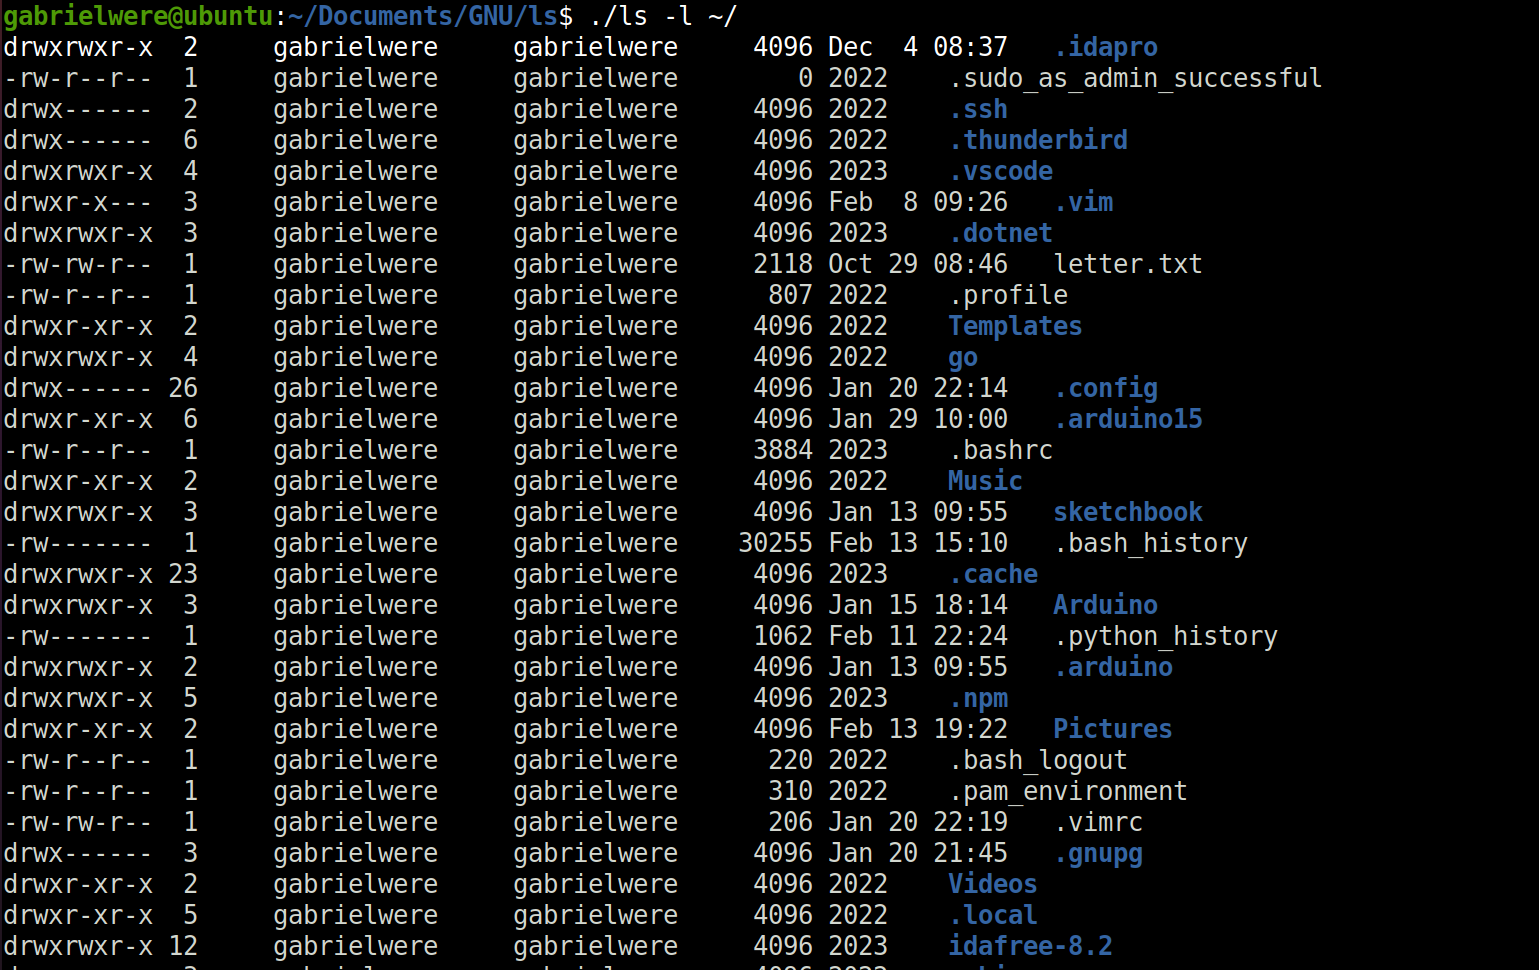 gabrielwere@ubuntu:~/Documents/GNU/ls$ ./ls -l ~/
drwxrwxr-x  2     gabrielwere     gabrielwere     4096 Dec  4 08:37   .idapro
-rw-r--r--  1     gabrielwere     gabrielwere        0 2022    .sudo_as_admin_successful
drwx------  2     gabrielwere     gabrielwere     4096 2022    .ssh
drwx------  6     gabrielwere     gabrielwere     4096 2022    .thunderbird
drwxrwxr-x  4     gabrielwere     gabrielwere     4096 2023    .vscode
drwxr-x---  3     gabrielwere     gabrielwere     4096 Feb  8 09:26   .vim
drwxrwxr-x  3     gabrielwere     gabrielwere     4096 2023    .dotnet
-rw-rw-r--  1     gabrielwere     gabrielwere     2118 Oct 29 08:46   letter.txt
-rw-r--r--  1     gabrielwere     gabrielwere      807 2022    .profile
drwxr-xr-x  2     gabrielwere     gabrielwere     4096 2022    Templates
drwxrwxr-x  4     gabrielwere     gabrielwere     4096 2022    go
drwx------ 26     gabrielwere     gabrielwere     4096 Jan 20 22:14   .config
drwxr-xr-x  6     gabrielwere     gabrielwere     4096 Jan 29 10:00   .arduino15
-rw-r--r--  1     gabrielwere     gabrielwere     3884 2023    .bashrc
drwxr-xr-x  2     gabrielwere     gabrielwere     4096 2022    Music
drwxrwxr-x  3     gabrielwere     gabrielwere     4096 Jan 13 09:55   sketchbook
-rw-------  1     gabrielwere     gabrielwere    30255 Feb 13 15:10   .bash_history
drwxrwxr-x 23     gabrielwere     gabrielwere     4096 2023    .cache
drwxrwxr-x  3     gabrielwere     gabrielwere     4096 Jan 15 18:14   Arduino
-rw-------  1     gabrielwere     gabrielwere     1062 Feb 11 22:24   .python_history
drwxrwxr-x  2     gabrielwere     gabrielwere     4096 Jan 13 09:55   .arduino
drwxrwxr-x  5     gabrielwere     gabrielwere     4096 2023    .npm
drwxr-xr-x  2     gabrielwere     gabrielwere     4096 Feb 13 19:22   Pictures
-rw-r--r--  1     gabrielwere     gabrielwere      220 2022    .bash_logout
-rw-r--r--  1     gabrielwere     gabrielwere      310 2022    .pam_environment
-rw-rw-r--  1     gabrielwere     gabrielwere      206 Jan 20 22:19   .vimrc
drwx------  3     gabrielwere     gabrielwere     4096 Jan 20 21:45   .gnupg
drwxr-xr-x  2     gabrielwere     gabrielwere     4096 2022    Videos
drwxr-xr-x  5     gabrielwere     gabrielwere     4096 2022    .local
drwxrwxr-x 12     gabrielwere     gabrielwere     4096 2023    idafree-8.2